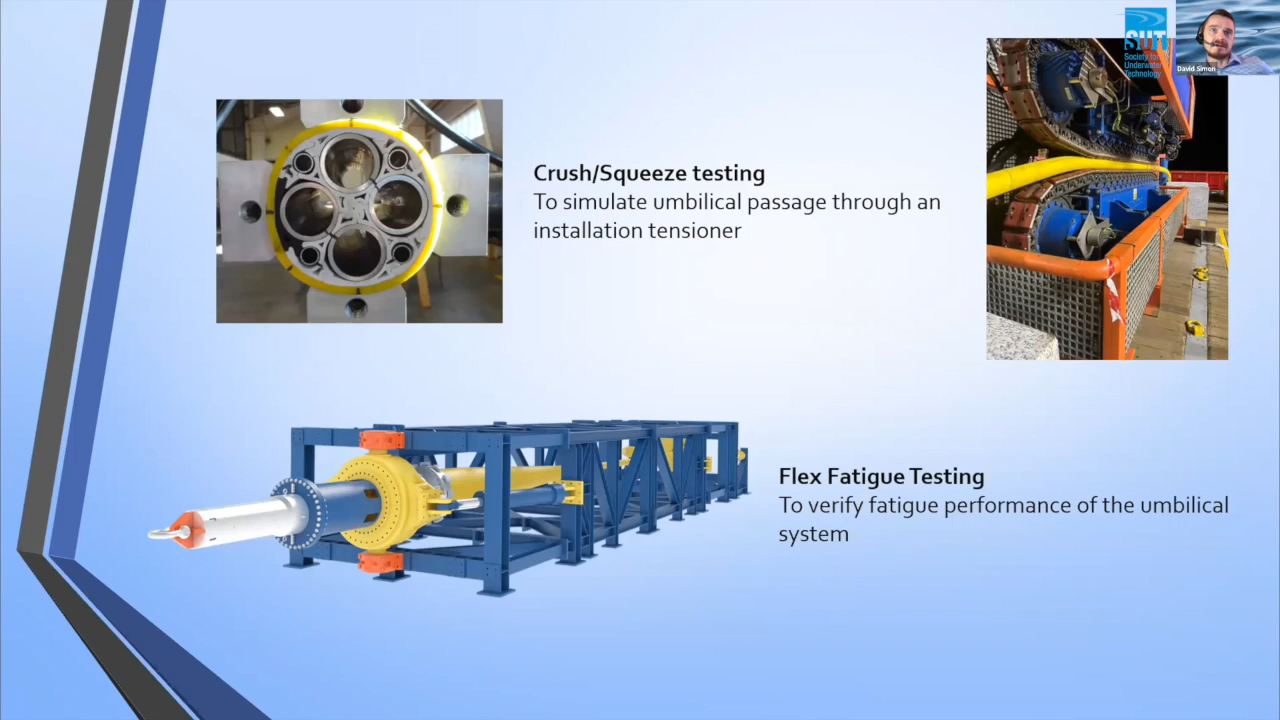 SUT
Society for
Underwater
Technology
David Simon
Crush/Squeeze testing
To simulate umbilical passage through an
installation tensioner
Flex Fatigue Testing
To verify fatigue performance of the umbilical
system